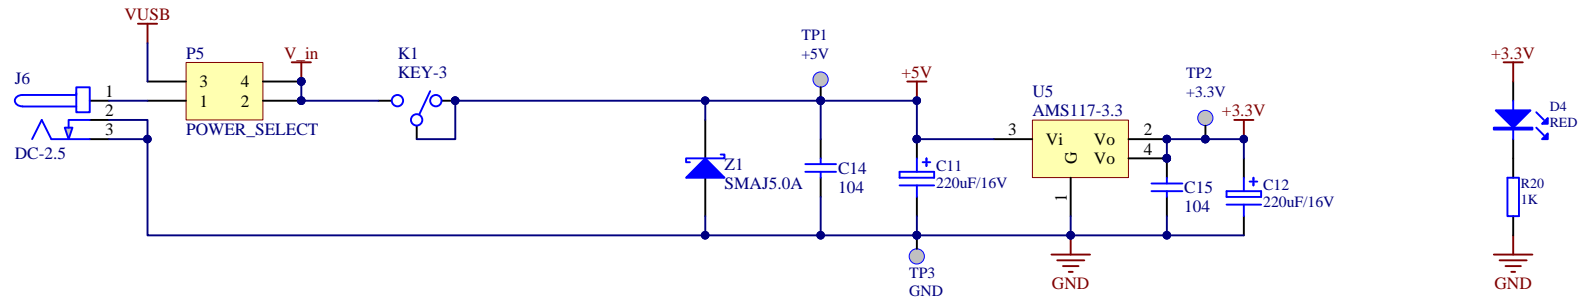 VUSB
J6
1
2
3
DC-2.5
P5
3
4
1
2
POWER_SELECT
V_in
K1
KEY-3
Z1
SMAJ5.0A
TP1
+5V
C14
104
+5V
C11
220uF/16V
TP3
GND
U5
AMS117-3.3
3
Vi
Vo
2
Vo
4
G
1
GND
TP2
+3.3V
+3.3V
C15
104
C12
220uF/16V
+3.3V
D4
RED
R20
1K
GND